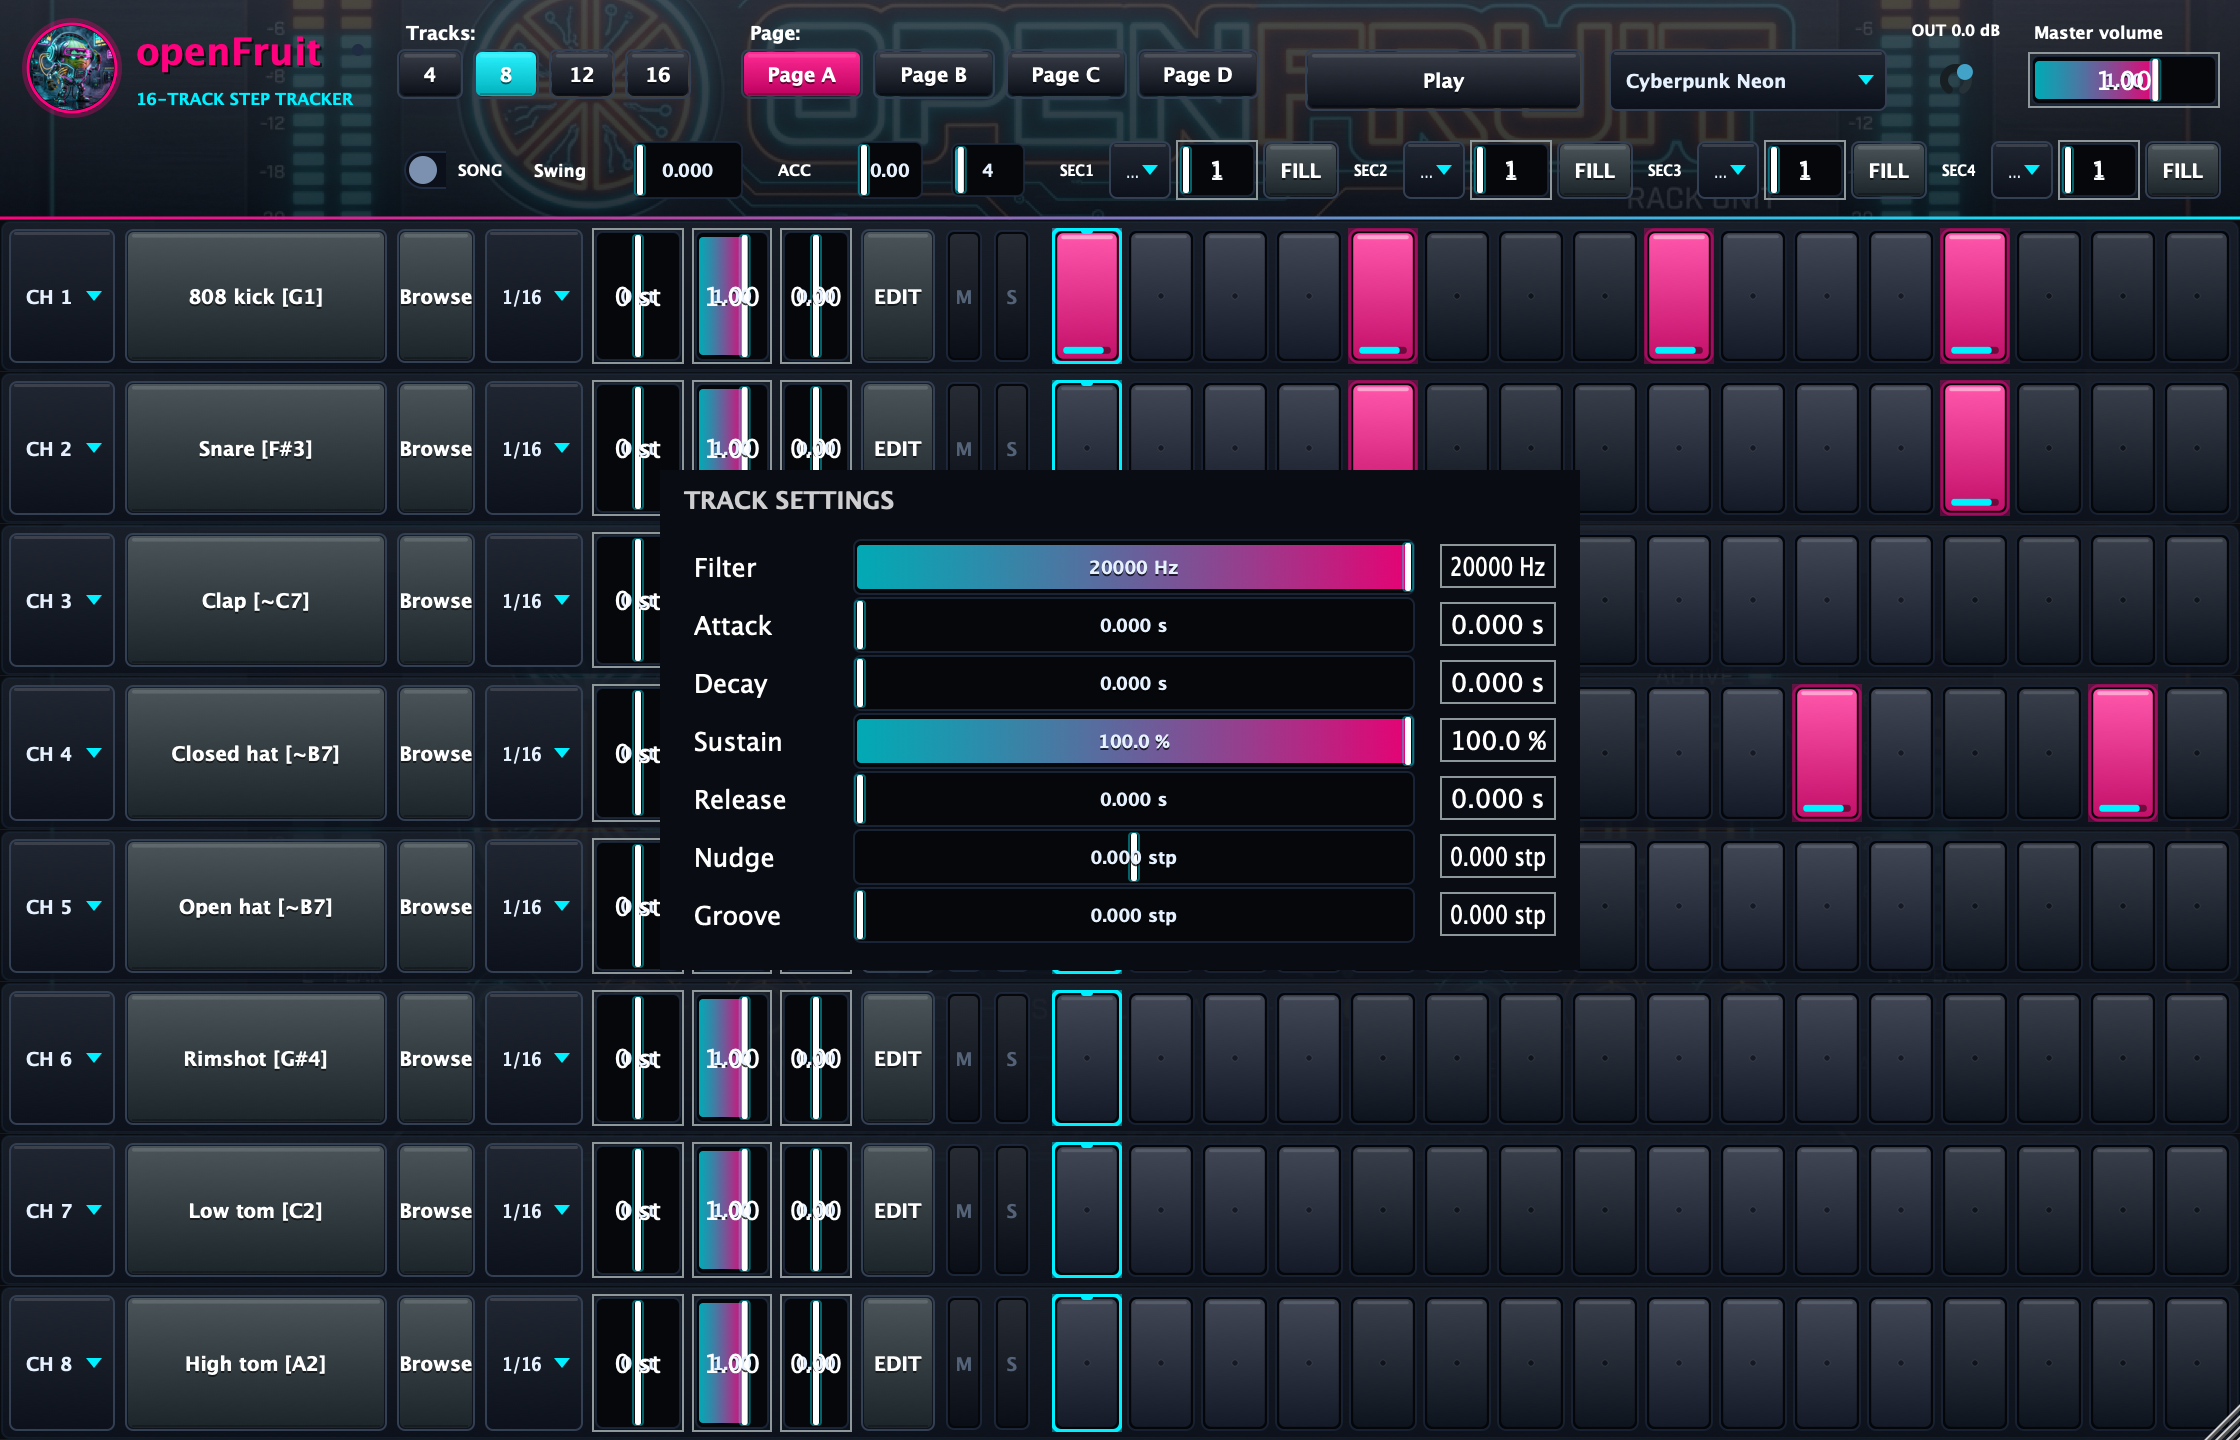 openFruit
16-TRACK STEP TRACKER
Tracks:
4 8 12 16
Page:
Page A Page B Page C Page D
Play
Cyberpunk Neon
OUT 0.0 dB
Master volume
1.00
SONG Swing 0.000 ACC 0.00 4 SEC1 ... 1 FILL SEC2 ... 1 FILL SEC3 ... 1 FILL SEC4 ... 1 FILL
CH 1 808 kick [G1] Browse 1/16 0 st 1.00 0.00 EDIT M S
CH 2 Snare [F#3] Browse 1/16 0 st 1.00 0.00 EDIT M S
CH 3 Clap [~C7] Browse 1/16 0 st
CH 4 Closed hat [~B7] Browse 1/16 0 st
CH 5 Open hat [~B7] Browse 1/16 0 st
TRACK SETTINGS
Filter 20000 Hz 20000 Hz
Attack 0.000 s 0.000 s
Decay 0.000 s 0.000 s
Sustain 100.0 % 100.0 %
Release 0.000 s 0.000 s
Nudge 0.000 stp 0.000 stp
Groove 0.000 stp 0.000 stp
CH 6 Rimshot [G#4] Browse 1/16 0 st 1.00 0.00 EDIT M S
CH 7 Low tom [C2] Browse 1/16 0 st 1.00 0.00 EDIT M S
CH 8 High tom [A2] Browse 1/16 0 st 1.00 0.00 EDIT M S